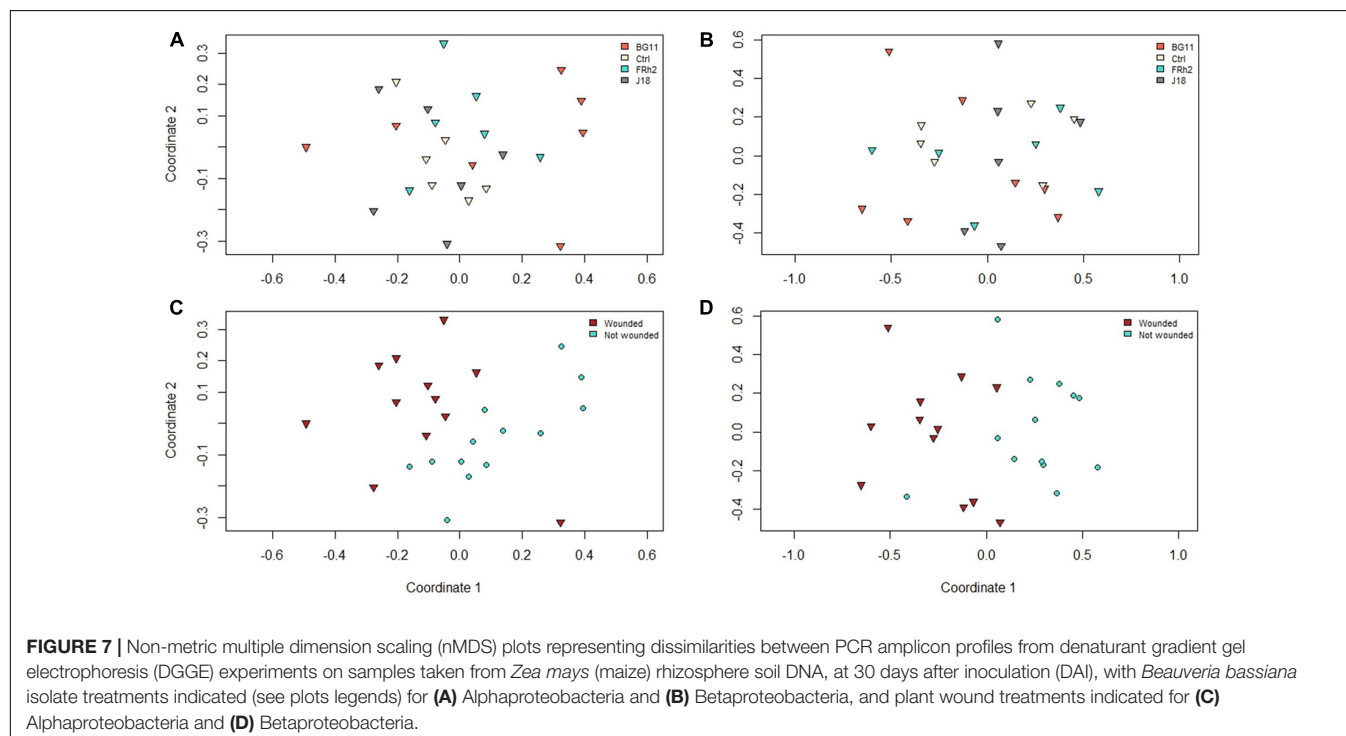 A
0.3
0.1
-0.1
-0.3
Coordinate 2
-0.6 -0.4 -0.2 0.0 0.2 0.4 0.6
BG11
Ctrl
FRh2
J18
B
0.6
0.4
0.2
0.0
-0.2
-0.4
-1.0 -0.5 0.0 0.5 1.0
BG11
Ctrl
FRh2
J18
C
0.3
0.1
-0.1
-0.3
Coordinate 2
-0.6 -0.4 -0.2 0.0 0.2 0.4 0.6
Coordinate 1
Wounded
Not wounded
D
0.6
0.4
0.2
0.0
-0.2
-0.4
-1.0 -0.5 0.0 0.5 1.0
Coordinate 1
Wounded
Not wounded
FIGURE 7 | Non-metric multiple dimension scaling (nMDS) plots representing dissimilarities between PCR amplicon profiles from denaturant gradient gel
electrophoresis (DGGE) experiments on samples taken from Zea mays (maize) rhizosphere soil DNA, at 30 days after inoculation (DAI), with Beauveria bassiana
isolate treatments indicated (see plots legends) for (A) Alphaproteobacteria and (B) Betaproteobacteria, and plant wound treatments indicated for (C)
Alphaproteobacteria and (D) Betaproteobacteria.